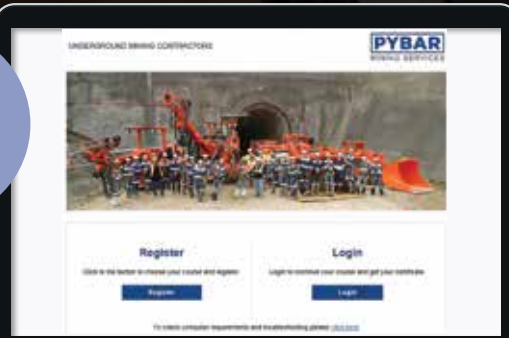 UNDERGROUND MINING CONTRACTORS
PYBAR
MINING SERVICES
Register
Login
Click to the button to choose your course and register
Login to continue your course and get your certificate
Register
Login
To check computer requirements and troubleshooting please click here